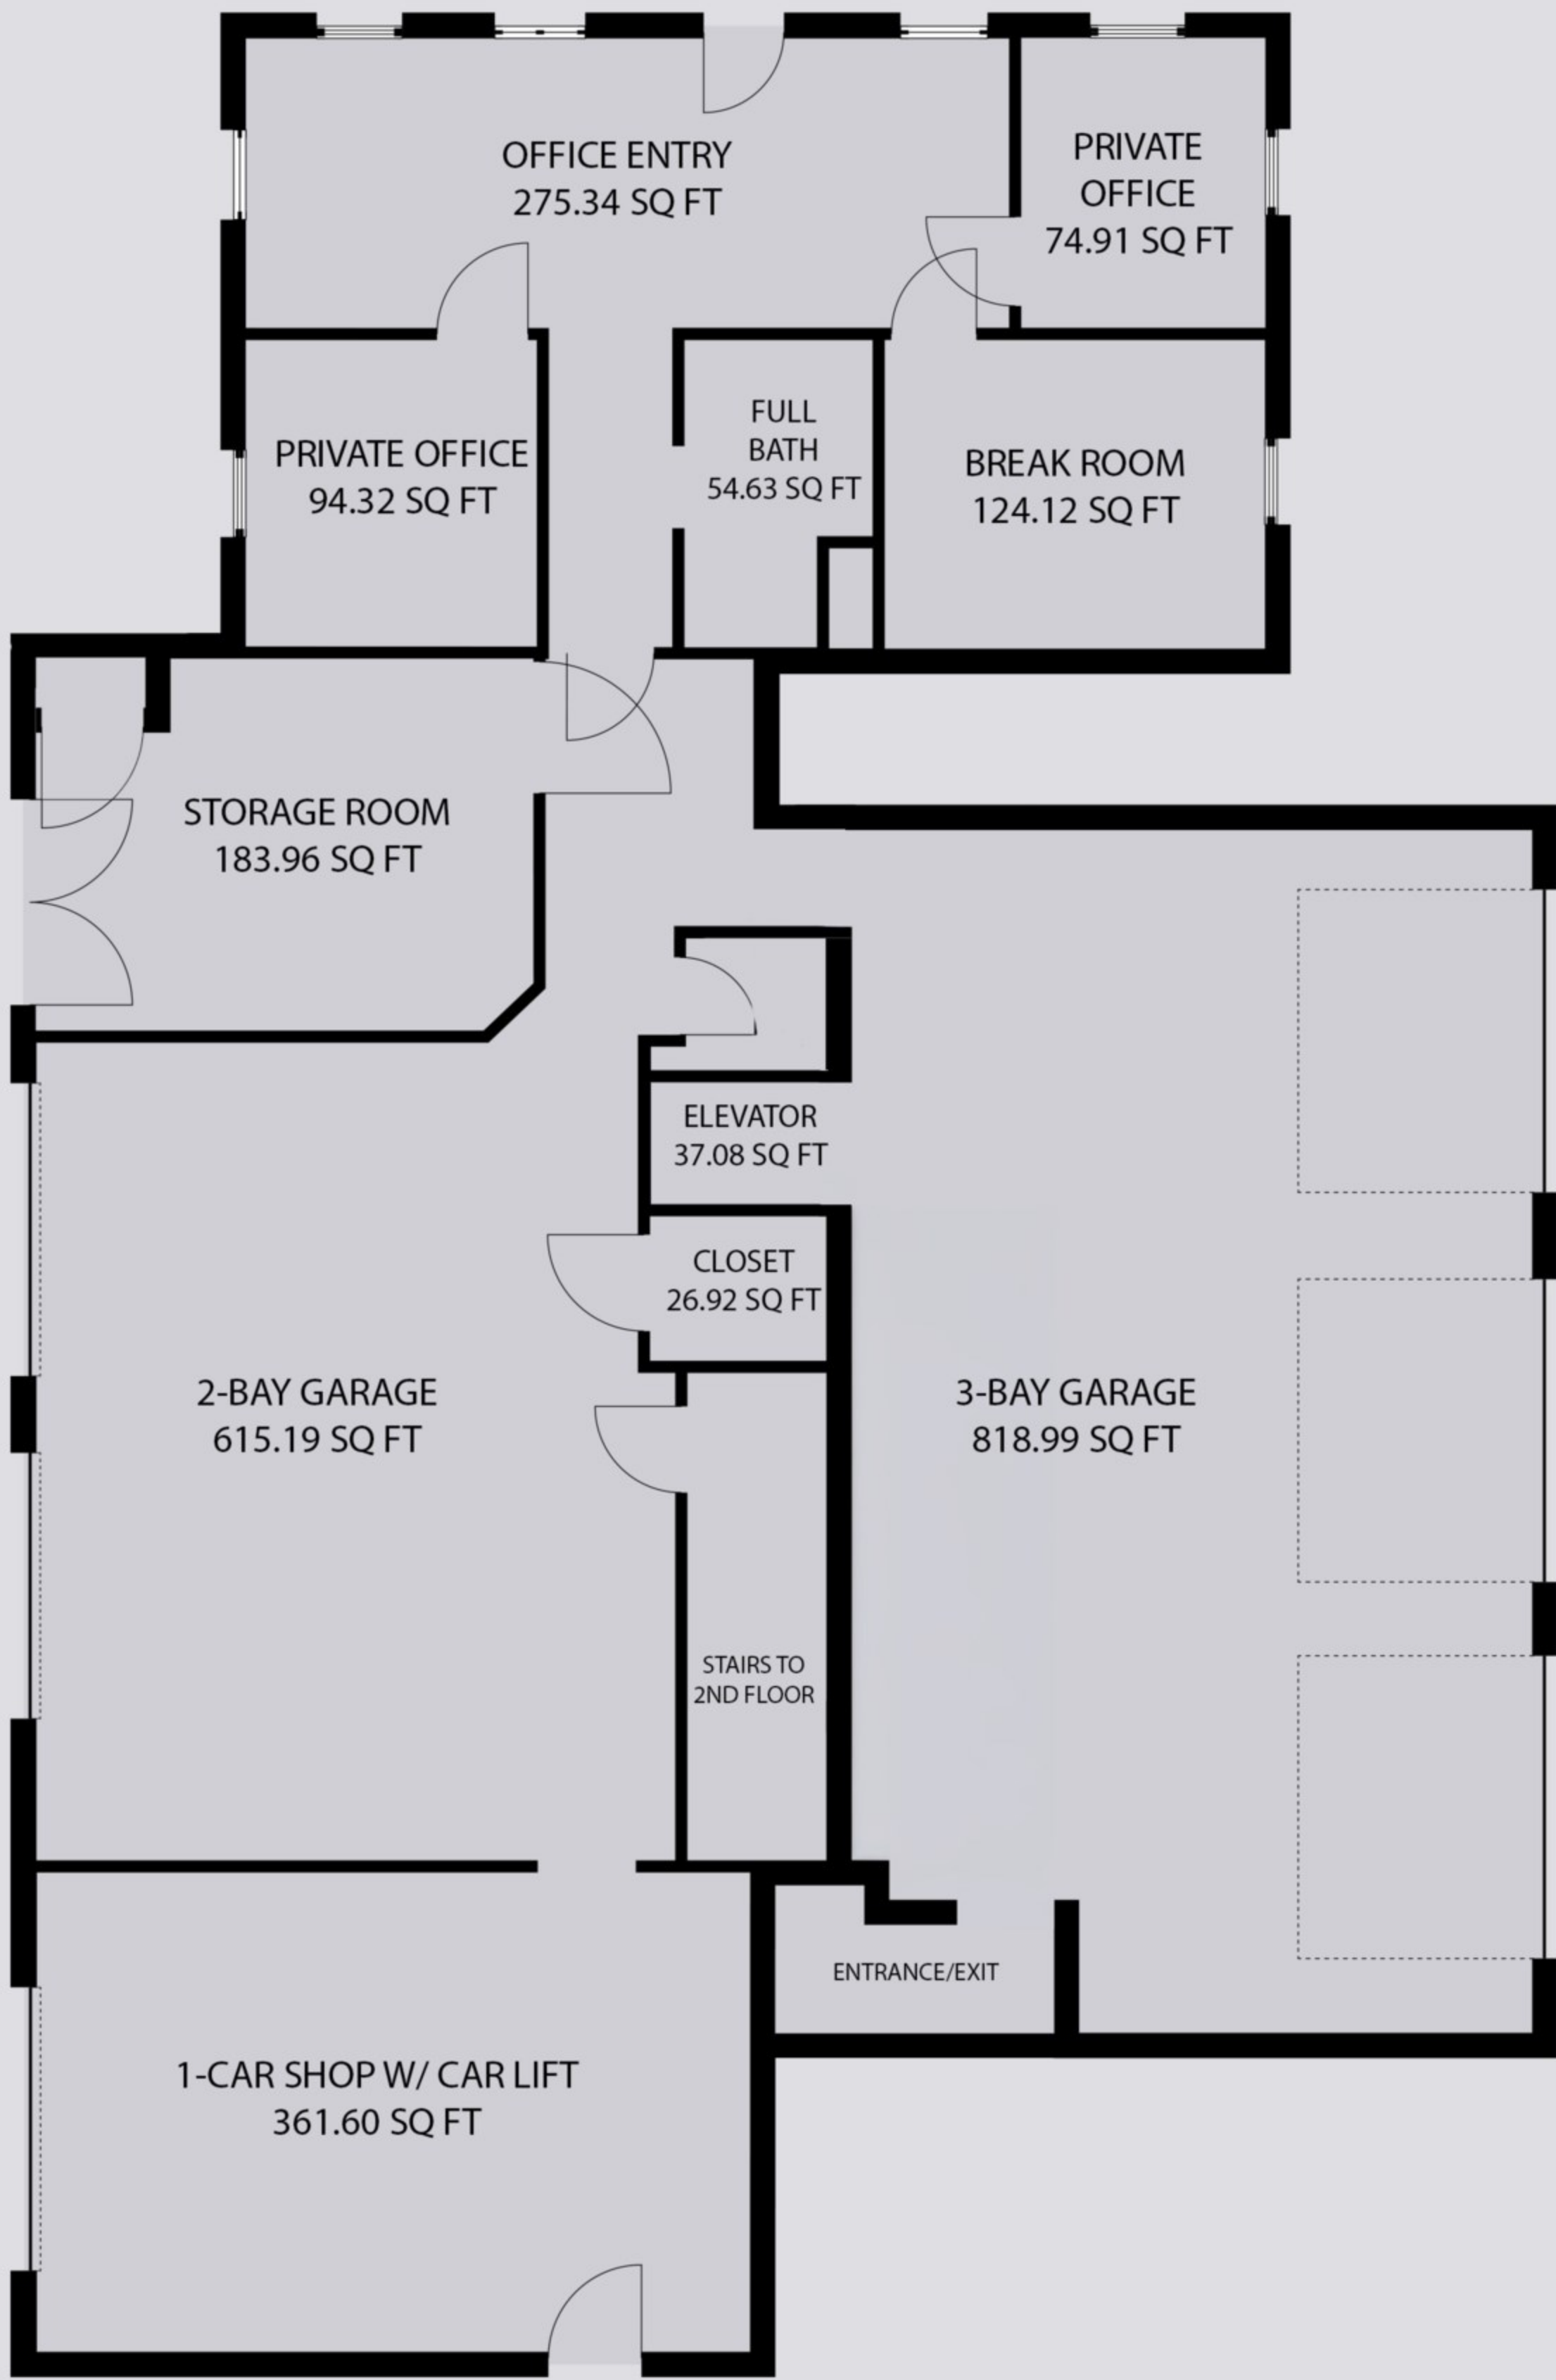 OFFICE ENTRY
275.34 SQ FT
PRIVATE
OFFICE
74.91 SQ FT
PRIVATE OFFICE
94.32 SQ FT
FULL
BATH
54.63 SQ FT
BREAK ROOM
124.12 SQ FT
STORAGE ROOM
183.96 SQ FT
ELEVATOR
37.08 SQ FT
CLOSET
26.92 SQ FT
2-BAY GARAGE
615.19 SQ FT
3-BAY GARAGE
818.99 SQ FT
STAIRS TO
2ND FLOOR
ENTRANCE/EXIT
1-CAR SHOP W/ CAR LIFT
361.60 SQ FT